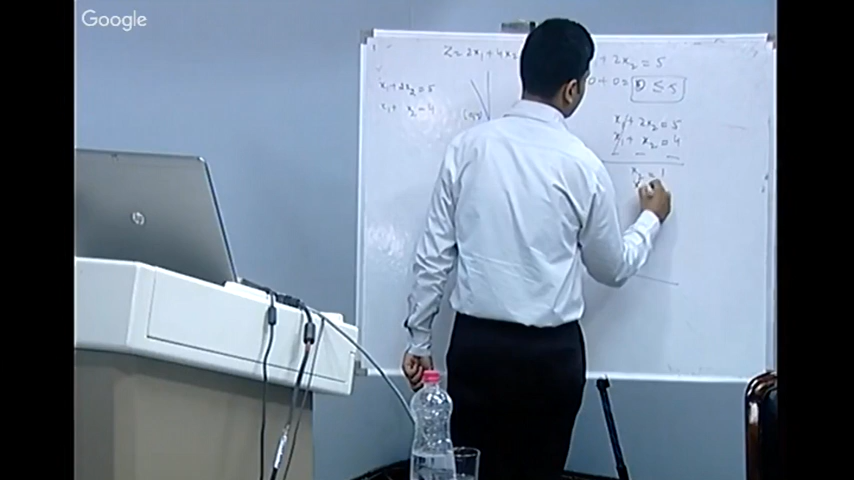 Google
Z = 2x₁ + 4x₂
x₁ + 2x₂ = 5
x₁ + x₂ = 4
+ 2x₂ = 5
0 + 0 = 0 ≤ 5
x₁ + 2x₂ = 5
x₁ + x₂ = 4
- - -
x₂ = 1